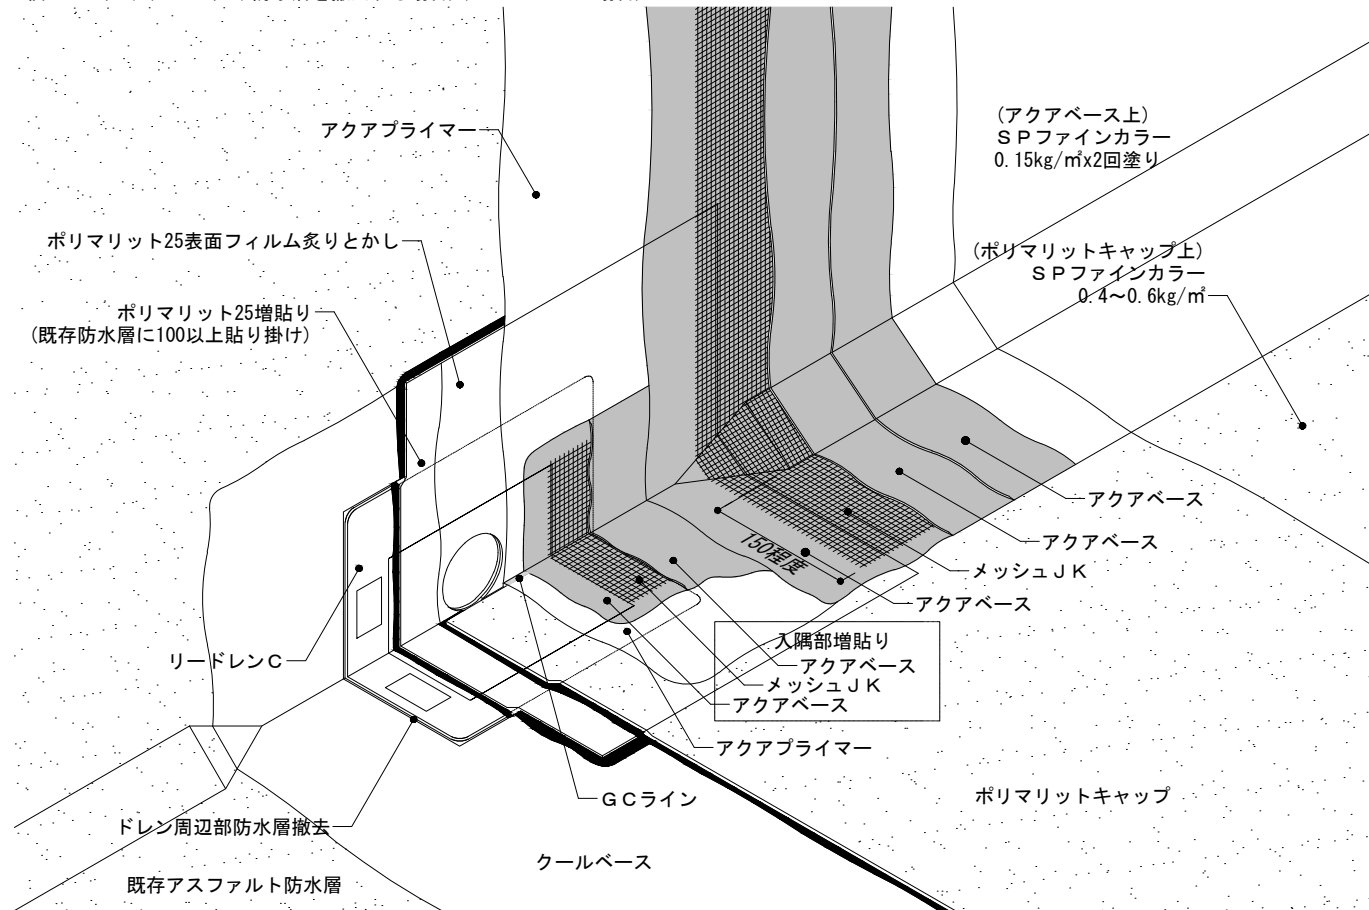 アクアプライマー
(アクアベース上)
ＳＰファインカラー
0.15kg/㎡x2回塗り
ポリマリット25表面フィルム炙りとかし
(ポリマリットキャップ上)
ＳＰファインカラー
0.4～0.6kg/㎡
ポリマリット25増貼り
(既存防水層に100以上貼り掛け)
アクアベース
アクアベース
メッシュＪＫ
アクアベース
150程度
入隅部増貼り
アクアベース
メッシュＪＫ
アクアベース
リードレンＣ
アクアプライマー
ＧＣライン
ポリマリットキャップ
ドレン周辺部防水層撤去
クールベース
既存アスファルト防水層